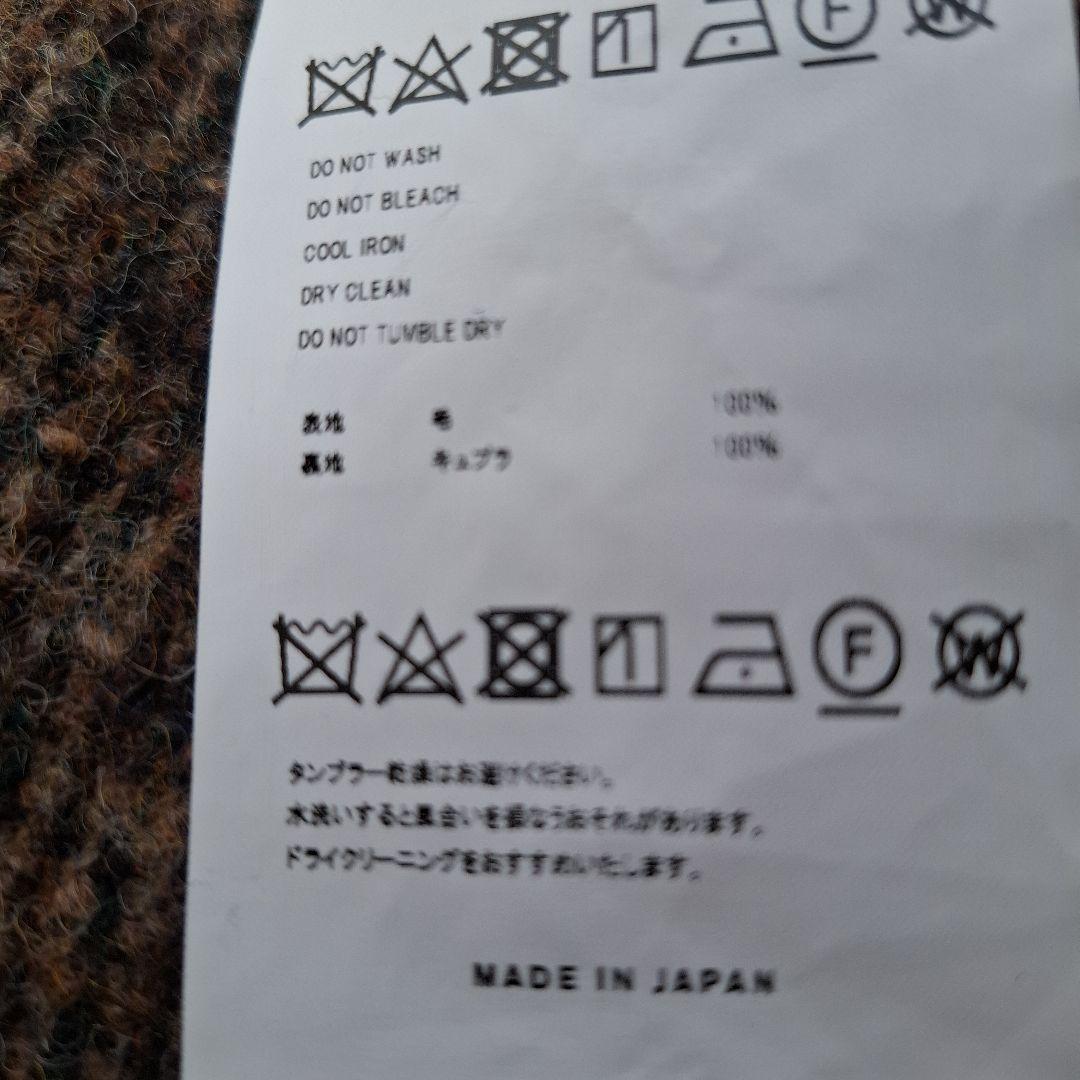 F W
DO NOT WASH
DO NOT BLEACH
COOL IRON
DRY CLEAN
DO NOT TUMBLE DRY
表地 毛 100%
裏地 キュプラ 100%
F W
タンブラー乾燥はお避けください。
水洗いすると風合いを損なうおそれがあります。
ドライクリーニングをおすすめいたします。
MADE IN JAPAN